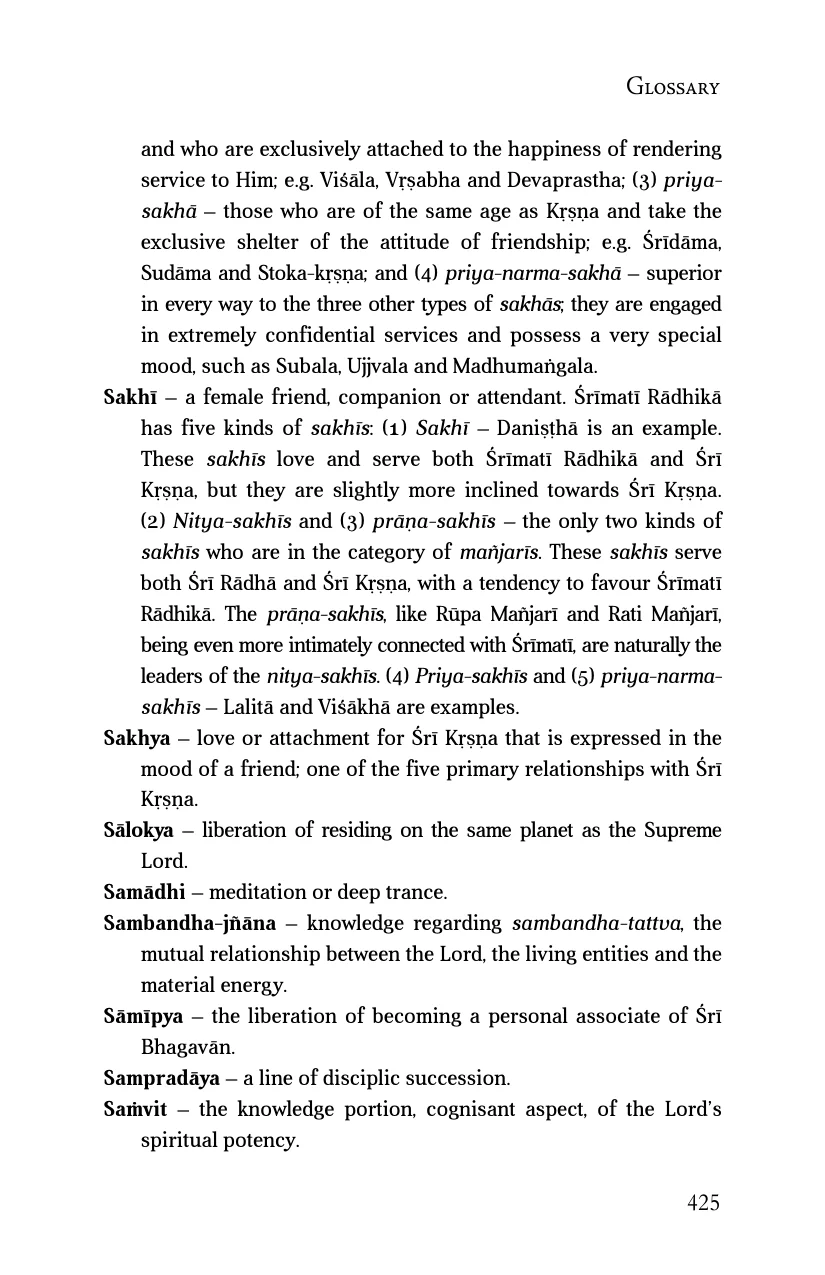 Glossary
and who are exclusively attached to the happiness of rendering
service to Him; e.g. Viśāla, Vṛṣabha and Devaprastha; (3) priya-
sakhā – those who are of the same age as Kṛṣṇa and take the
exclusive shelter of the attitude of friendship; e.g. Śrīdāma,
Sudāma and Stoka-kṛṣṇa; and (4) priya-narma-sakhā – superior
in every way to the three other types of sakhās; they are engaged
in extremely confidential services and possess a very special
mood, such as Subala, Ujjvala and Madhumaṅgala.
Sakhī – a female friend, companion or attendant. Śrīmatī Rādhikā
has five kinds of sakhīs: (1) Sakhī – Daniṣṭhā is an example.
These sakhīs love and serve both Śrīmatī Rādhikā and Śrī
Kṛṣṇa, but they are slightly more inclined towards Śrī Kṛṣṇa.
(2) Nitya-sakhīs and (3) prāṇa-sakhīs – the only two kinds of
sakhīs who are in the category of mañjarīs. These sakhīs serve
both Śrī Rādhā and Śrī Kṛṣṇa, with a tendency to favour Śrīmatī
Rādhikā. The prāṇa-sakhīs, like Rūpa Mañjarī and Rati Mañjarī,
being even more intimately connected with Śrīmatī, are naturally the
leaders of the nitya-sakhīs. (4) Priya-sakhīs and (5) priya-narma-
sakhīs – Lalitā and Viśākhā are examples.
Sakhya – love or attachment for Śrī Kṛṣṇa that is expressed in the
mood of a friend; one of the five primary relationships with Śrī
Kṛṣṇa.
Sālokya – liberation of residing on the same planet as the Supreme
Lord.
Samādhi – meditation or deep trance.
Sambandha-jñāna – knowledge regarding sambandha-tattva, the
mutual relationship between the Lord, the living entities and the
material energy.
Sāmīpya – the liberation of becoming a personal associate of Śrī
Bhagavān.
Sampradāya – a line of disciplic succession.
Saṁvit – the knowledge portion, cognisant aspect, of the Lord’s
spiritual potency.
425